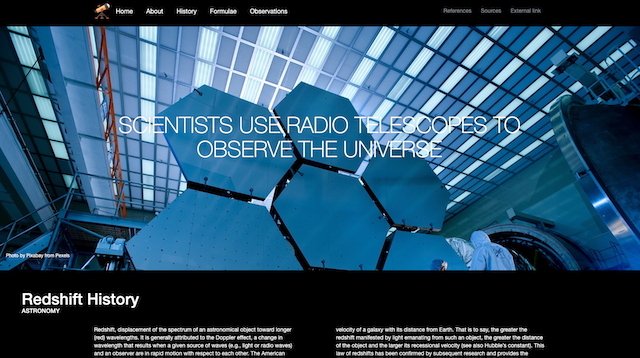 Home About History Formulae Observations References Sources External link
SCIENTISTS USE RADIO TELESCOPES TO
OBSERVE THE UNIVERSE
Photo by Pixabay from Pexels
Redshift History
ASTRONOMY
Redshift, displacement of the spectrum of an astronomical object toward longer
(red) wavelengths. It is generally attributed to the Doppler effect, a change in
wavelength that results when a given source of waves (e.g., light or radio waves)
and an observer are in rapid motion with respect to each other. The American
velocity of a galaxy with its distance from Earth. That is to say, the greater the
redshift manifested by light emanating from such an object, the greater the distance
of the object and the larger its recessional velocity (see also Hubble's constant). This
law of redshifts has been confirmed by subsequent research and provides the